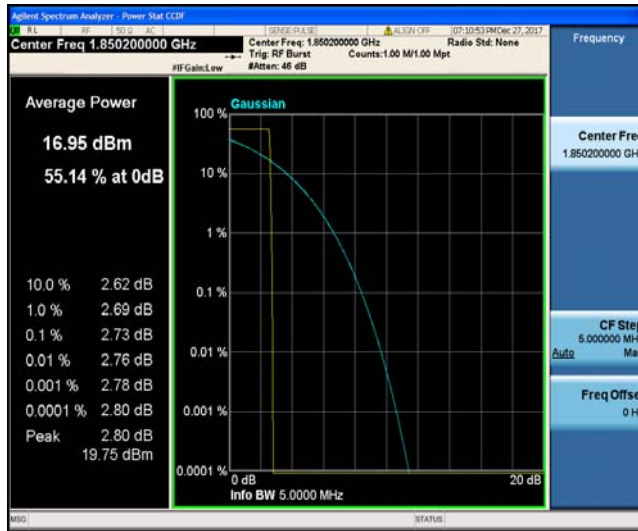 Agilent Spectrum Analyzer - Power Stat CCDF
RL RF 50 Ω AC SENSE:PULSE ALIGN OFF 07:10:53 PM Dec 27, 2017
Center Freq 1.850200000 GHz
Center Freq: 1.850200000 GHz Radio Std: None
Trig: RF Burst Counts:1.00 M/1.00 Mpt
#IFGain:Low #Atten: 46 dB
Frequency
Average Power
16.95 dBm
55.14 % at 0dB
10.0 % 2.62 dB
1.0 % 2.69 dB
0.1 % 2.73 dB
0.01 % 2.76 dB
0.001 % 2.78 dB
0.0001 % 2.80 dB
Peak 2.80 dB
19.75 dBm
Gaussian
100 %
10 %
1 %
0.1 %
0.01 %
0.001 %
0.0001 %
0 dB 20 dB
Info BW 5.0000 MHz
Center Fre
1.850200000 GH
CF Ste
5.000000 MH
Auto Ma
Freq Offse
0 H
MSG STATUS